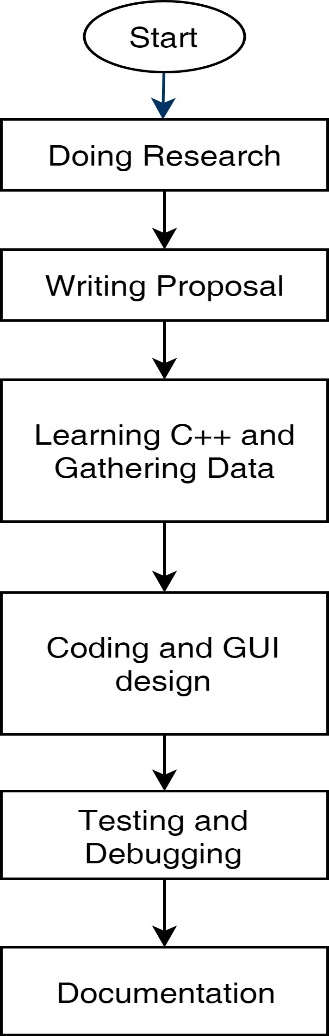 Start
Doing Research
Writing Proposal
Learning C++ and
Gathering Data
Coding and GUI
design
Testing and
Debugging
Documentation